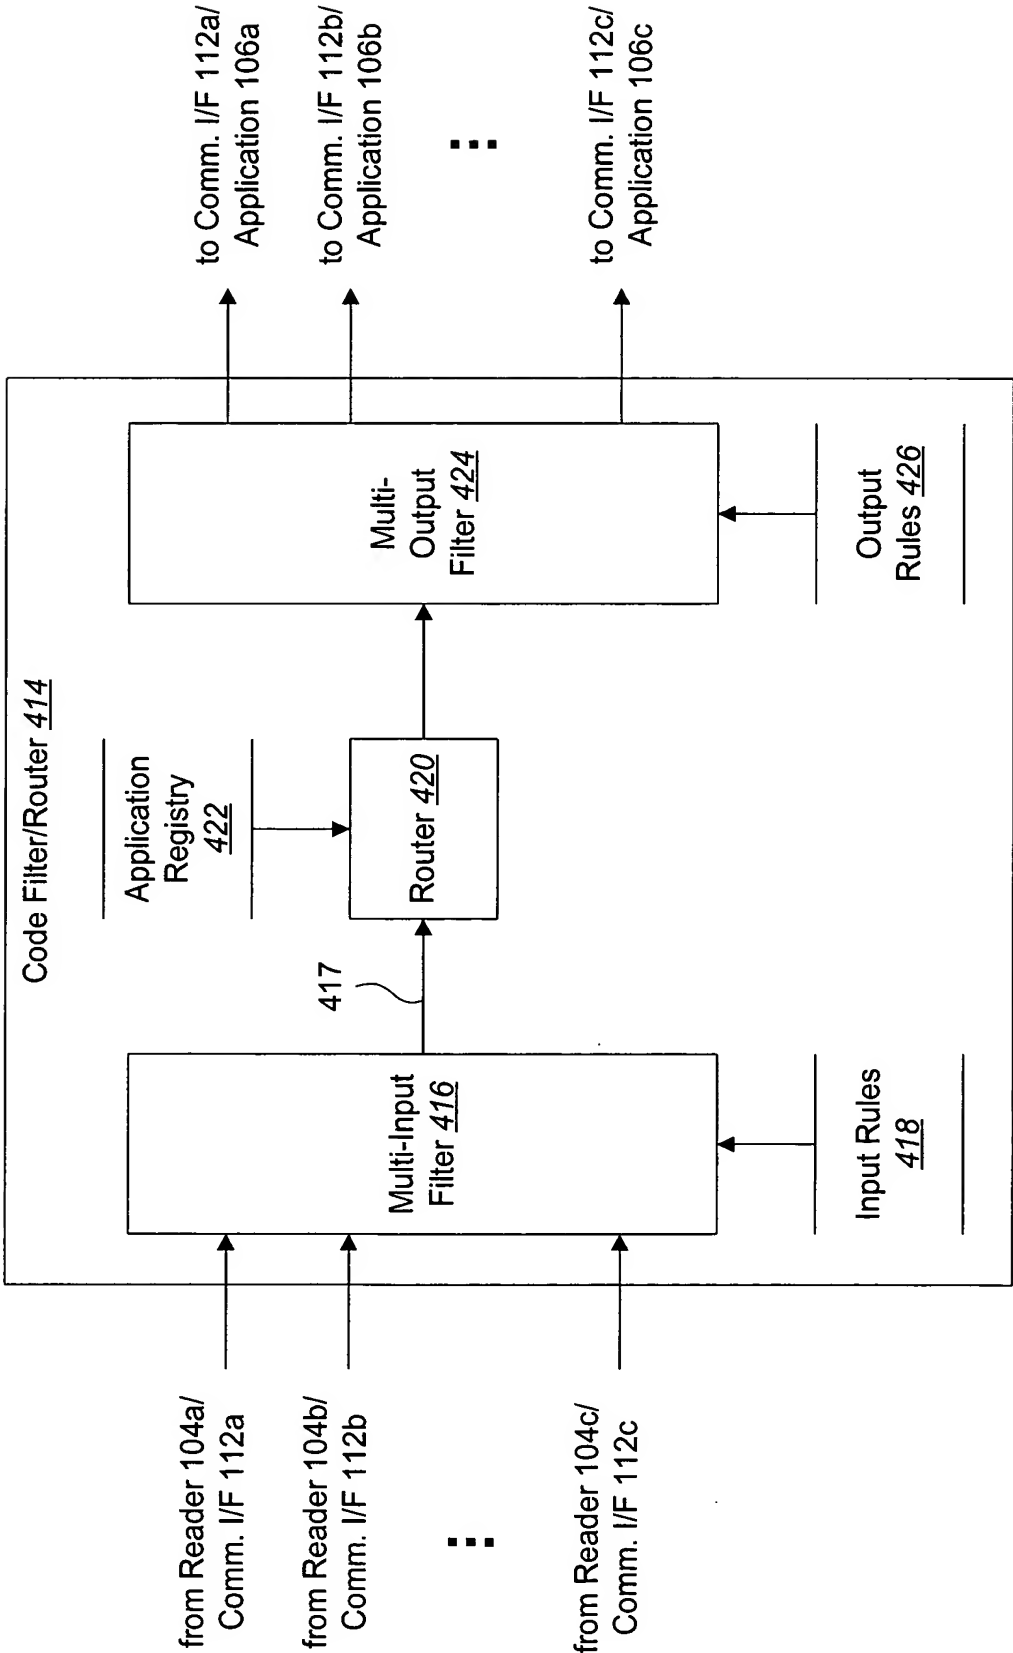 Code Filter/Router 414
from Reader 104a/
Comm. I/F 112a
from Reader 104b/
Comm. I/F 112b
from Reader 104c/
Comm. I/F 112c
Multi-Input
Filter 416
Input Rules
418
417
Application
Registry
422
Router 420
Multi-
Output
Filter 424
Output
Rules 426
to Comm. I/F 112a/
Application 106a
to Comm. I/F 112b/
Application 106b
to Comm. I/F 112c/
Application 106c